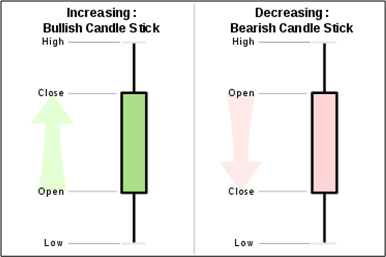 Increasing :
Bullish Candle Stick
High
Close
Open
Low
Decreasing :
Bearish Candle Stick
High
Open
Close
Low